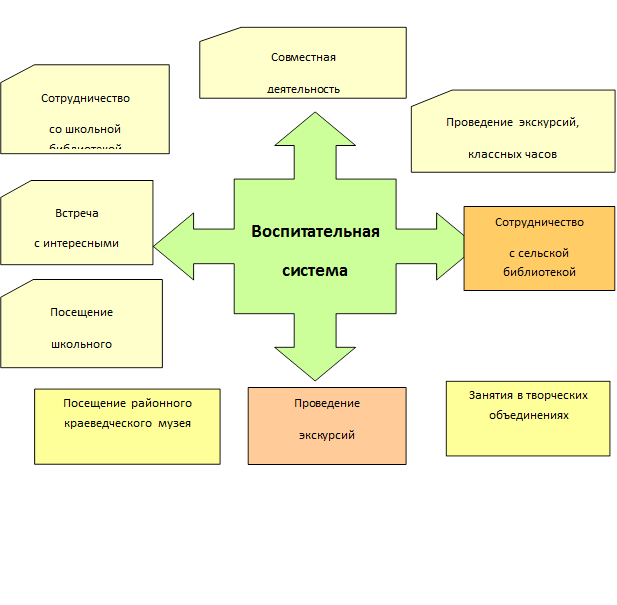 Совместная
деятельность
Сотрудничество
со школьной
библиотекой
Проведение экскурсий,
классных часов
Встреча
с интересными
Воспитательная
система
Сотрудничество
с сельской
библиотекой
Посещение
школьного
Посещение районного
краеведческого музея
Проведение
экскурсий
Занятия в творческих
объединениях